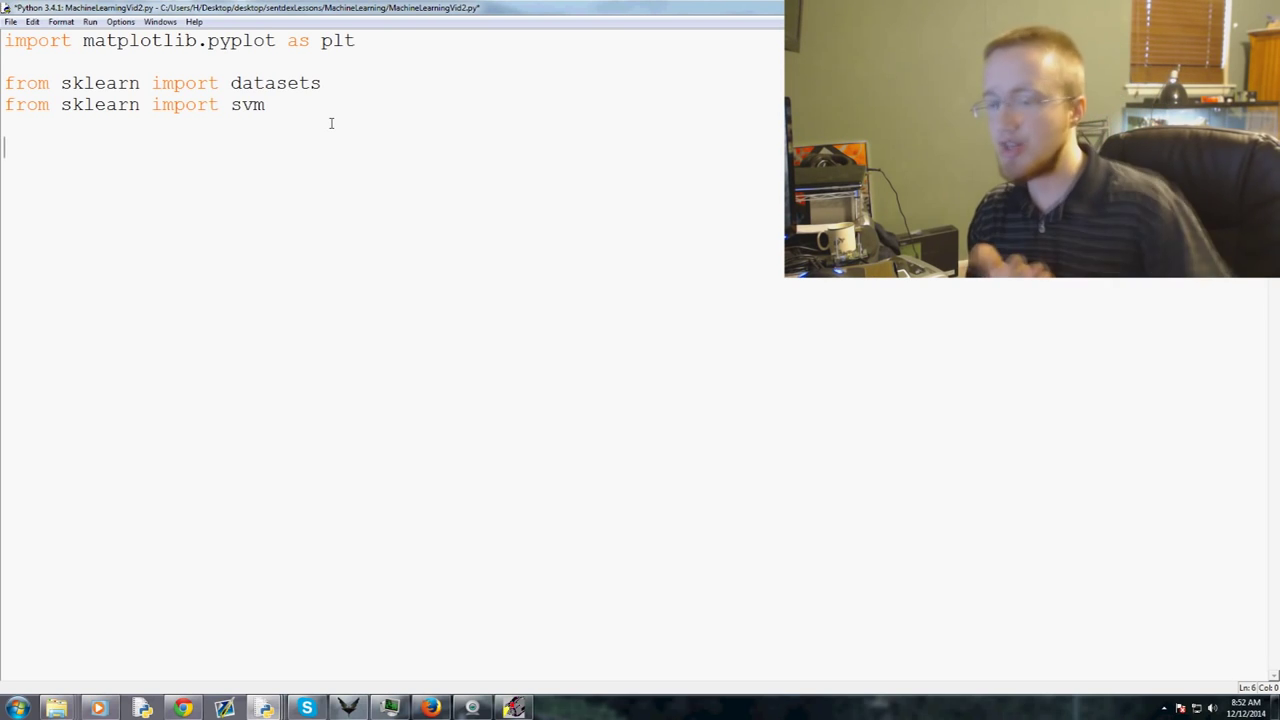 *Python 3.4.1: MachineLearningVid2.py - C:/Users/H/Desktop/desktop/sentdexLessons/MachineLearning/MachineLearningVid2.py*
File Edit Format Run Options Windows Help
import matplotlib.pyplot as plt
from sklearn import datasets
from sklearn import svm
Ln: 6 Col: 0
8:52 AM
12/12/2014